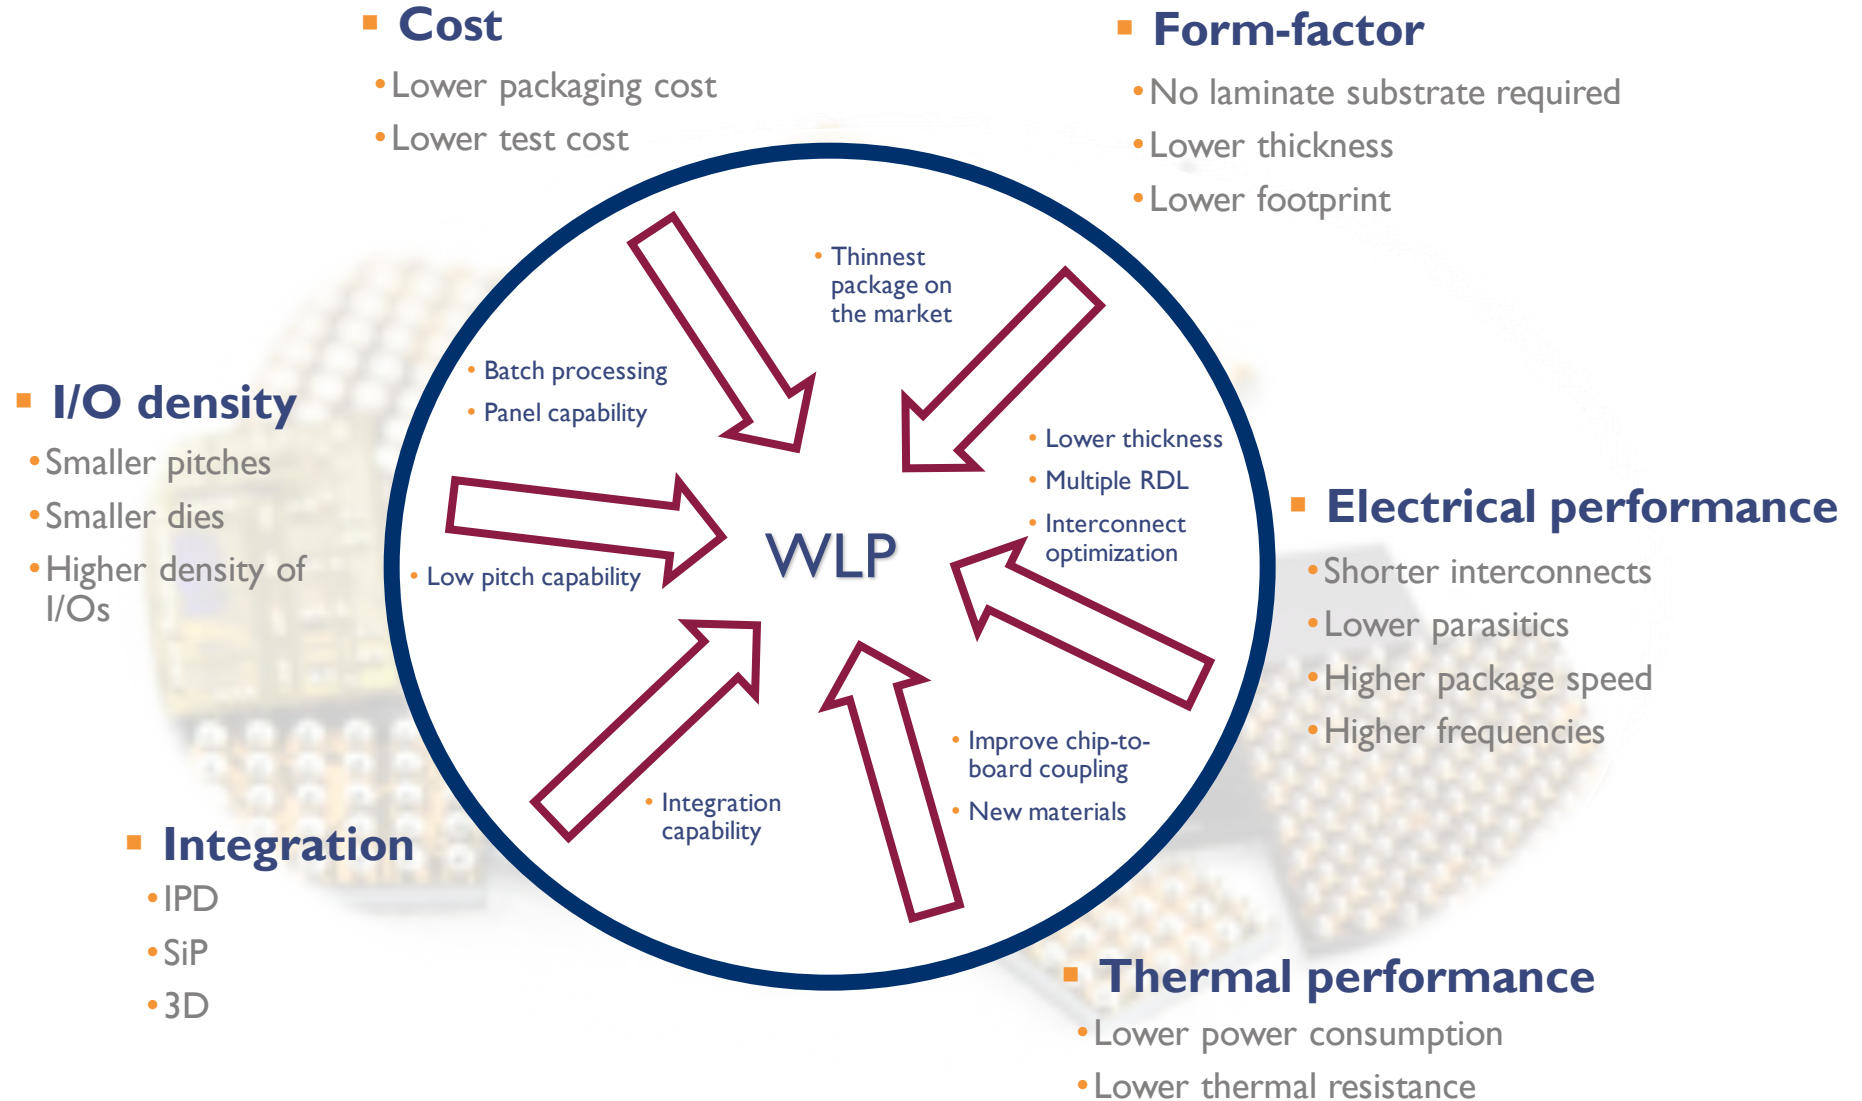 Cost
Lower packaging cost
Lower test cost
Form-factor
No laminate substrate required
Lower thickness
Lower footprint
Thinnest
package on
the market
Batch processing
Panel capability
I/O density
Smaller pitches
Smaller dies
Higher density of
I/Os
Low pitch capability
WLP
Lower thickness
Multiple RDL
Interconnect
optimization
Electrical performance
Shorter interconnects
Lower parasitics
Higher package speed
Higher frequencies
Integration
capability
Improve chip-to-
board coupling
New materials
Integration
IPD
SiP
3D
Thermal performance
Lower power consumption
Lower thermal resistance